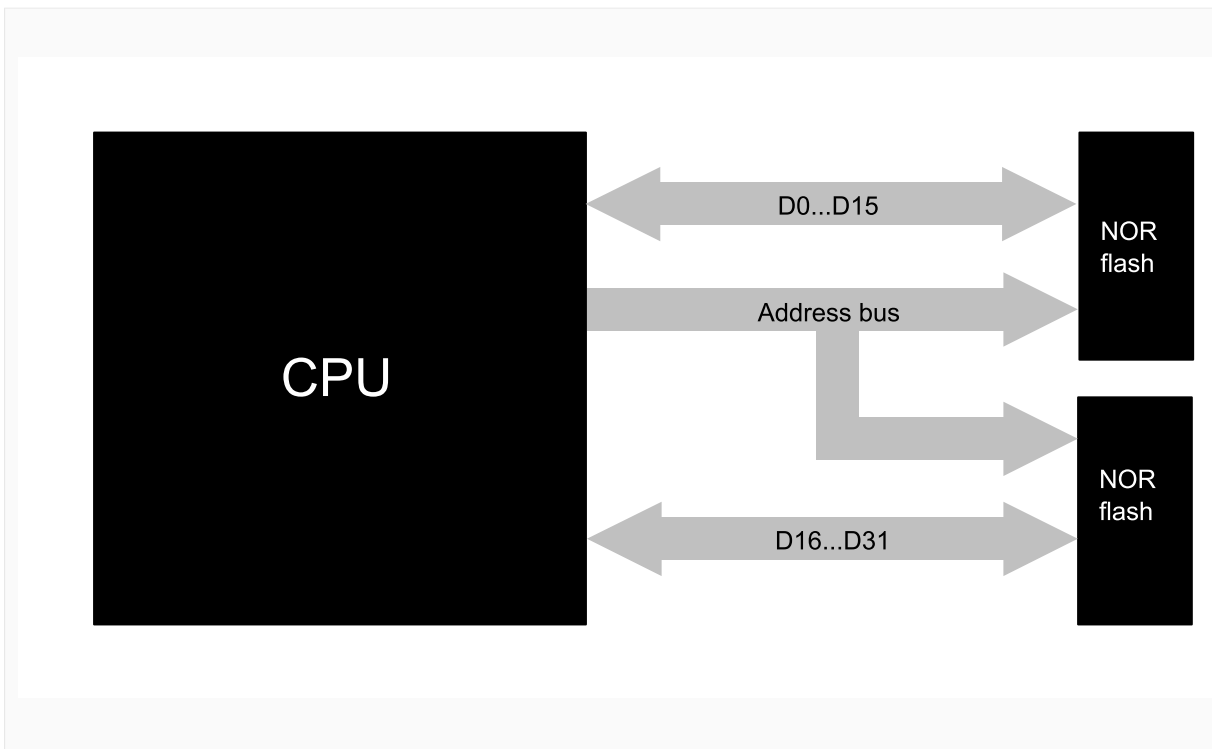 D0...D15
NOR
flash
Address bus
CPU
NOR
flash
D16...D31